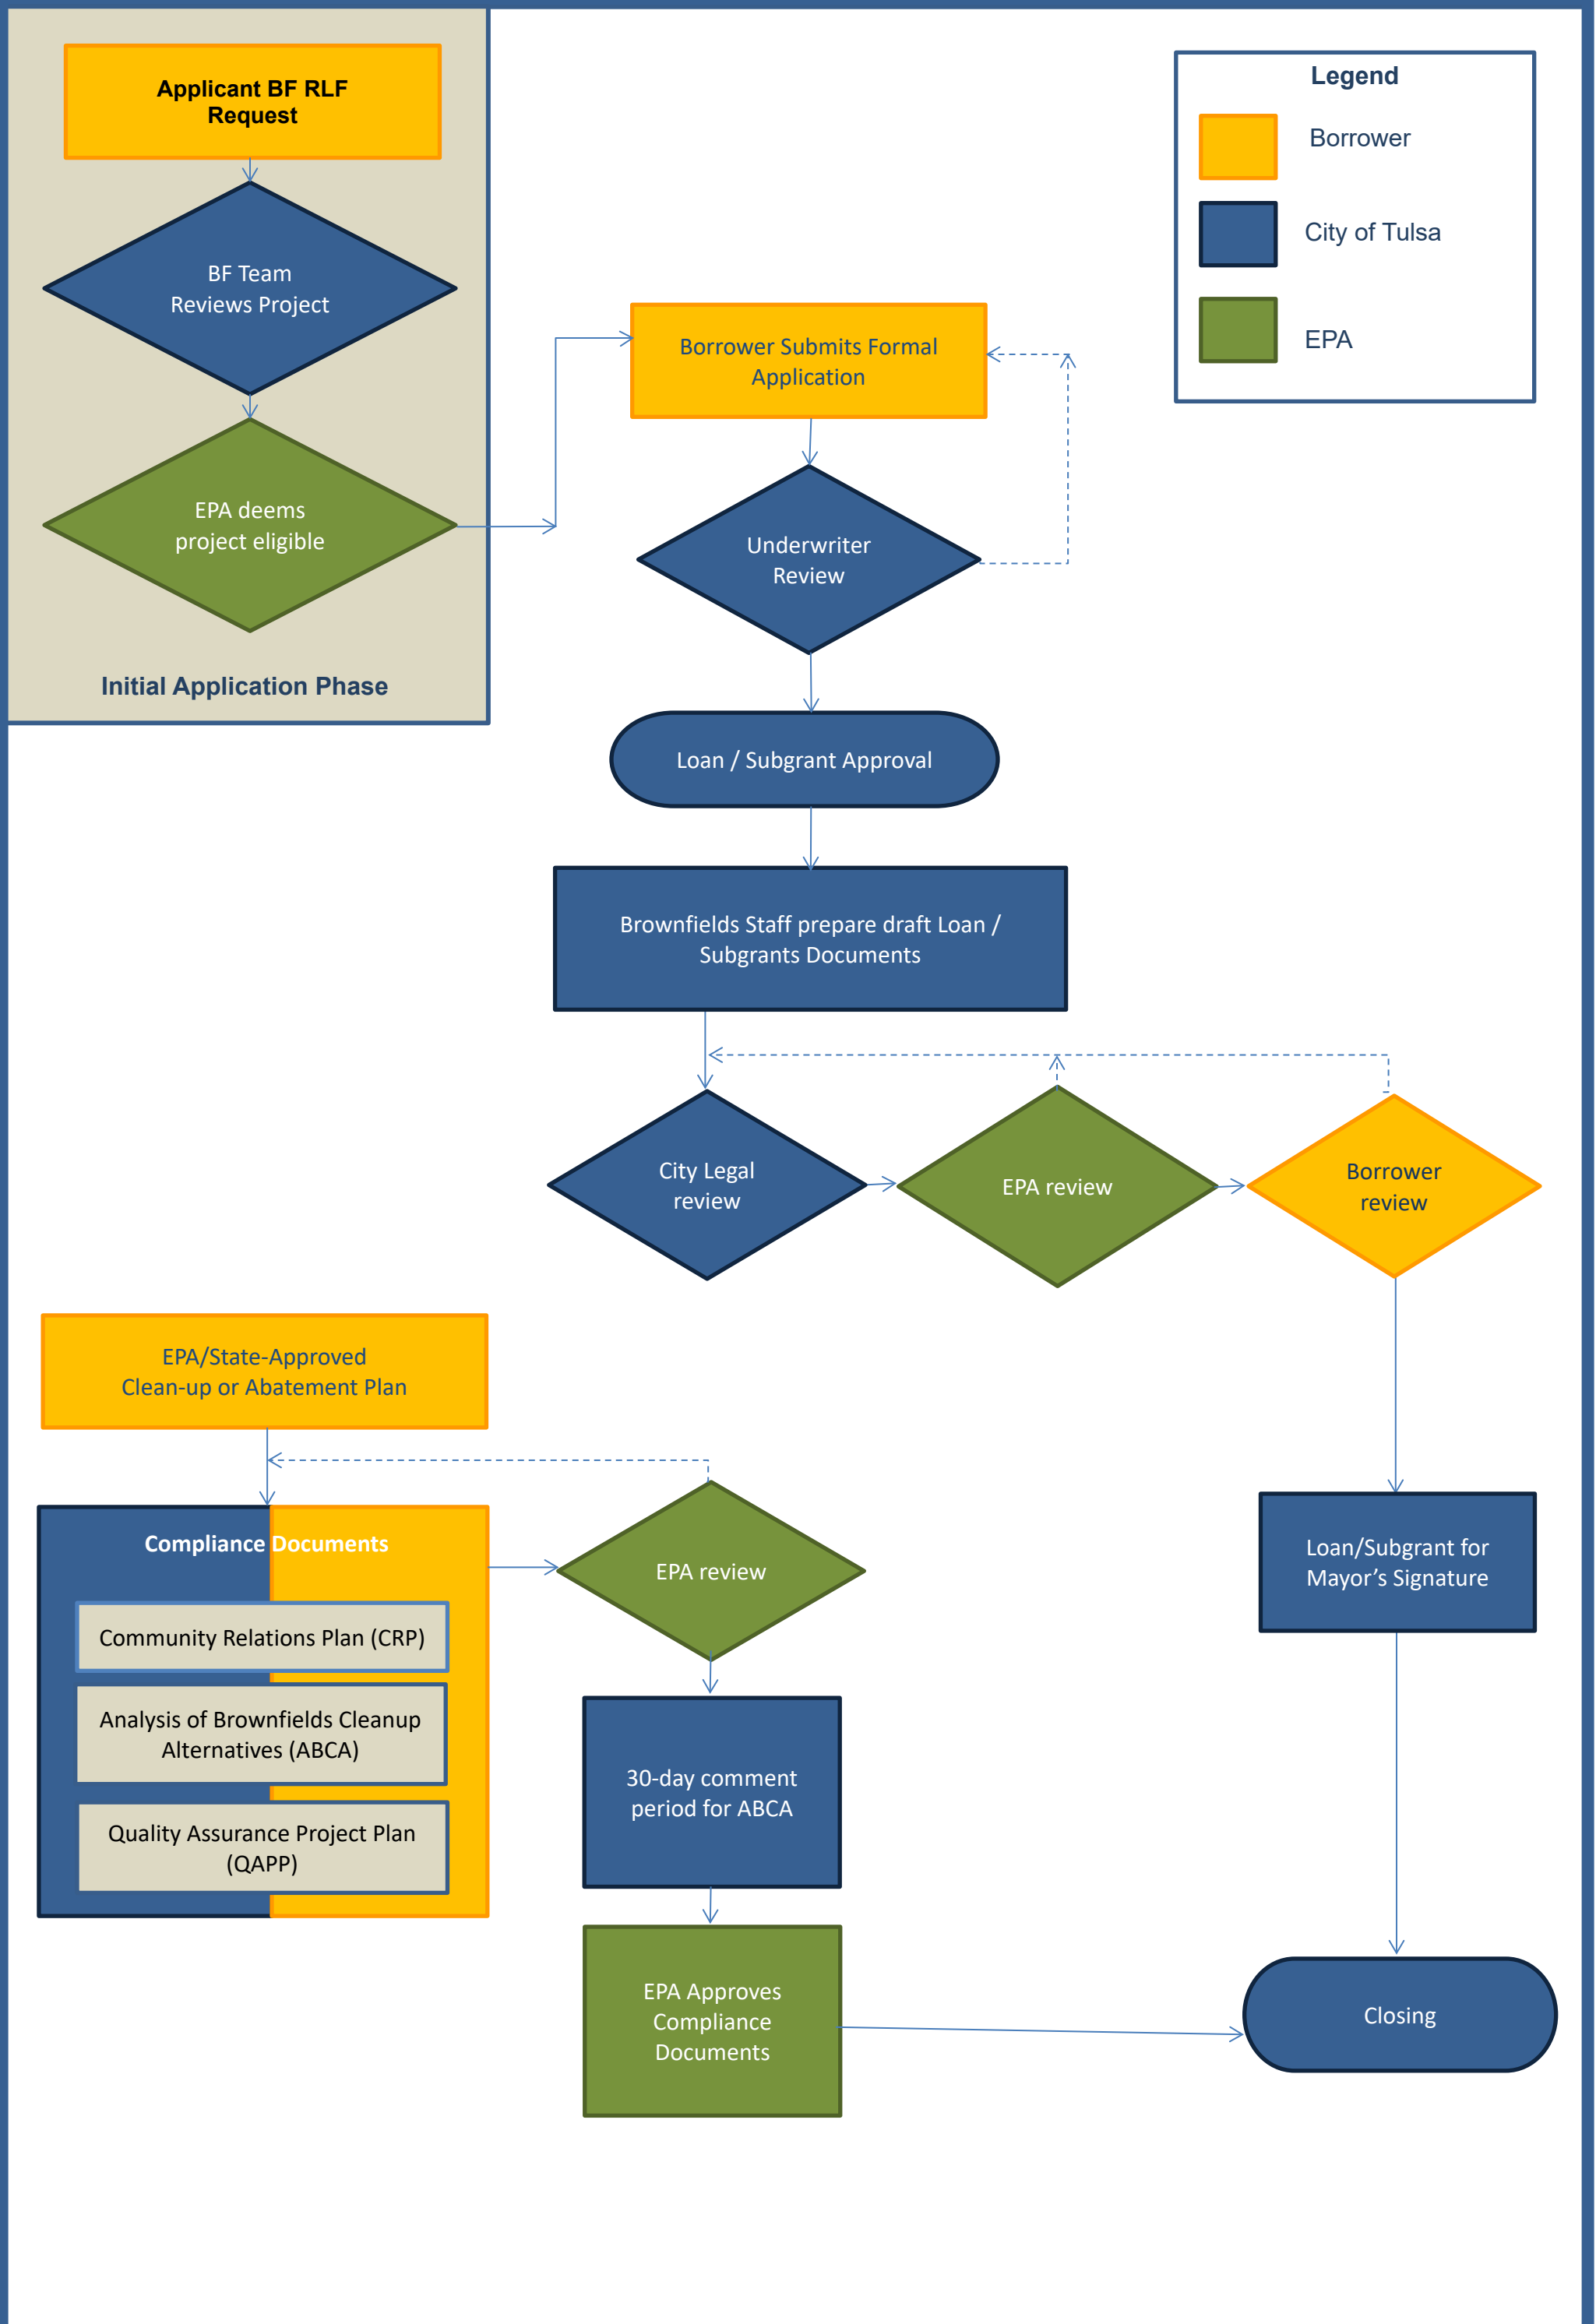 Applicant BF RLF
Request
BF Team
Reviews Project
EPA deems
project eligible
Initial Application Phase
Legend
Borrower
City of Tulsa
EPA
Borrower Submits Formal
Application
Underwriter
Review
Loan / Subgrant Approval
Brownfields Staff prepare draft Loan /
Subgrants Documents
City Legal
review
EPA review
Borrower
review
EPA/State-Approved
Clean-up or Abatement Plan
Compliance Documents
Community Relations Plan (CRP)
Analysis of Brownfields Cleanup
Alternatives (ABCA)
Quality Assurance Project Plan
(QAPP)
EPA review
30-day comment
period for ABCA
EPA Approves
Compliance
Documents
Loan/Subgrant for
Mayor’s Signature
Closing